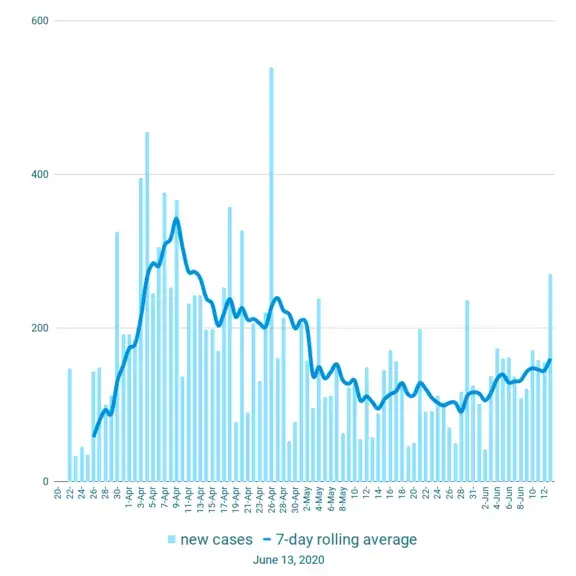 600
400
200
0
20-
22-
24-
26-
28-
30-
1-Apr
3-Apr
5-Apr
7-Apr
9-Apr
11-Apr
13-Apr
15-Apr
17-Apr
19-Apr
21-Apr
23-Apr
26-Apr
28-Apr
30-Apr
2-May
4-May
6-May
8-May
10-
12-
14-
16-
18-
20-
22-
24-
26-
28-
31-
2-Jun
4-Jun
6-Jun
8-Jun
10-
12-
new cases
7-day rolling average
June 13, 2020